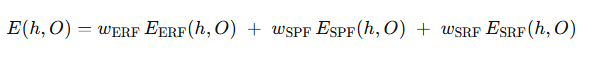 E(h, O) = w_ERF E_ERF(h, O) + w_SPF E_SPF(h, O) + w_SRF E_SRF(h, O)